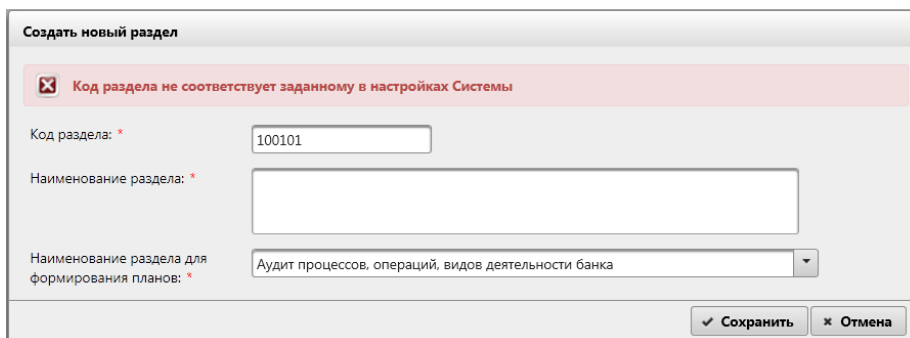 Создать новый раздел
Код раздела не соответствует заданному в настройках Системы
Код раздела: *
100101
Наименование раздела: *
Наименование раздела для
формирования планов: *
Аудит процессов, операций, видов деятельности банка
Сохранить
Отмена